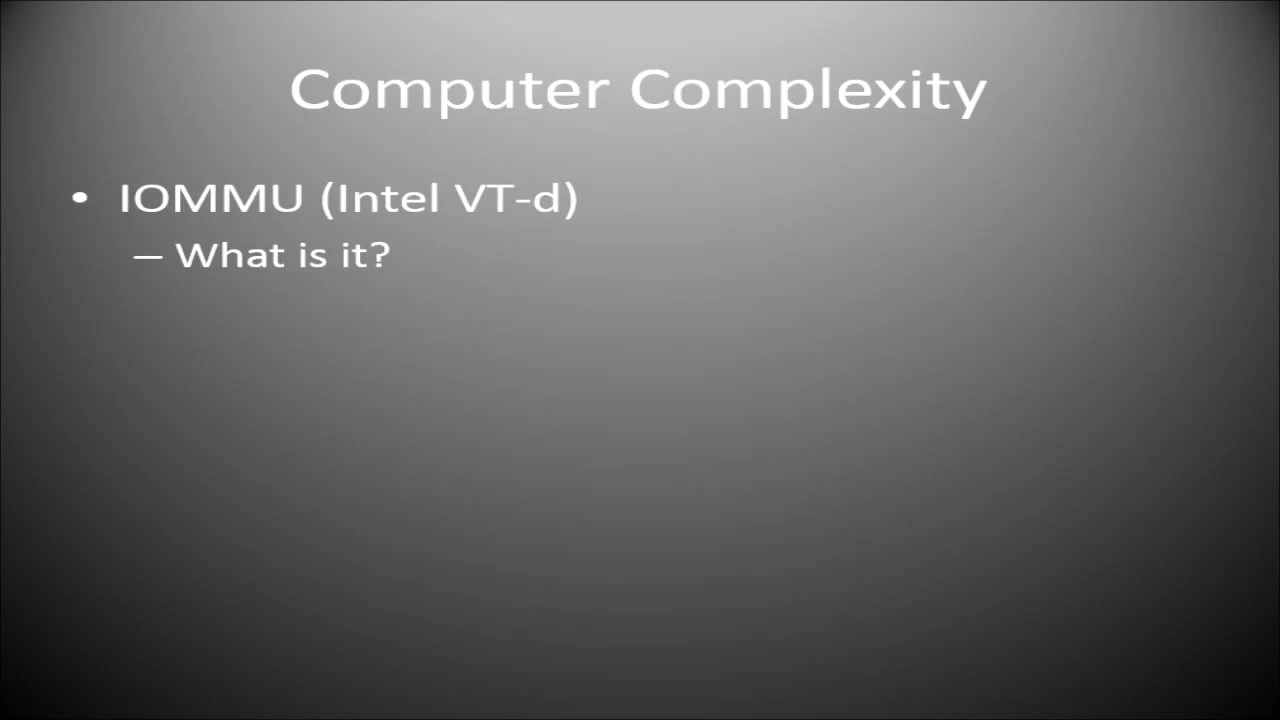 Computer Complexity
• IOMMU (Intel VT-d)
– What is it?